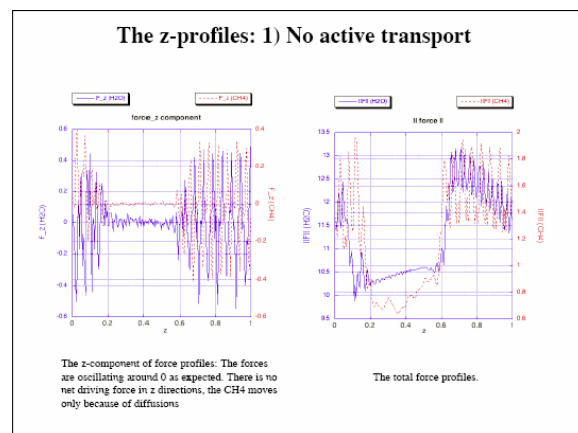 The z-profiles: 1) No active transport
F_z (H2O)
F_z (CH4)
force_z component
0.6
0.4
0.2
0
-0.2
-0.4
-0.6
0.4
0.2
0
-0.2
-0.4
-0.6
F_z (H2O)
F_z (CH4)
0
0.2
0.4
0.6
0.8
1
z
IIFII (H2O)
IIFII (CH4)
II force II
13.5
13
12.5
12
11.5
11
10.5
10
9.5
2
1.8
1.6
1.4
1.2
1
0.8
0.6
IIFII (H2O)
IIFII (CH4)
0
0.2
0.4
0.6
0.8
1
z
The z-component of force profiles: The forces
are oscillating around 0 as expected. There is no
net driving force in z directions, the CH4 moves
only because of diffusions
The total force profiles.